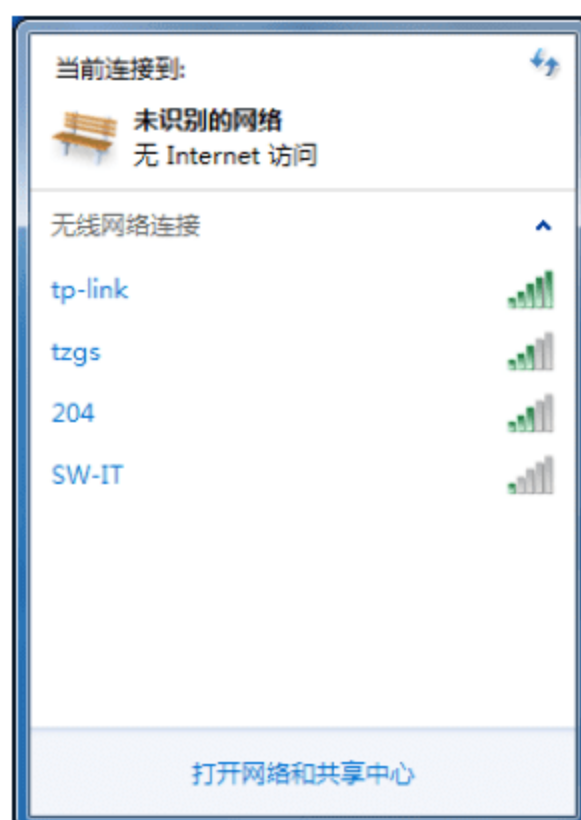 当前连接到:
未识别的网络
无 Internet 访问
无线网络连接
tp-link
tzgs
204
SW-IT
打开网络和共享中心